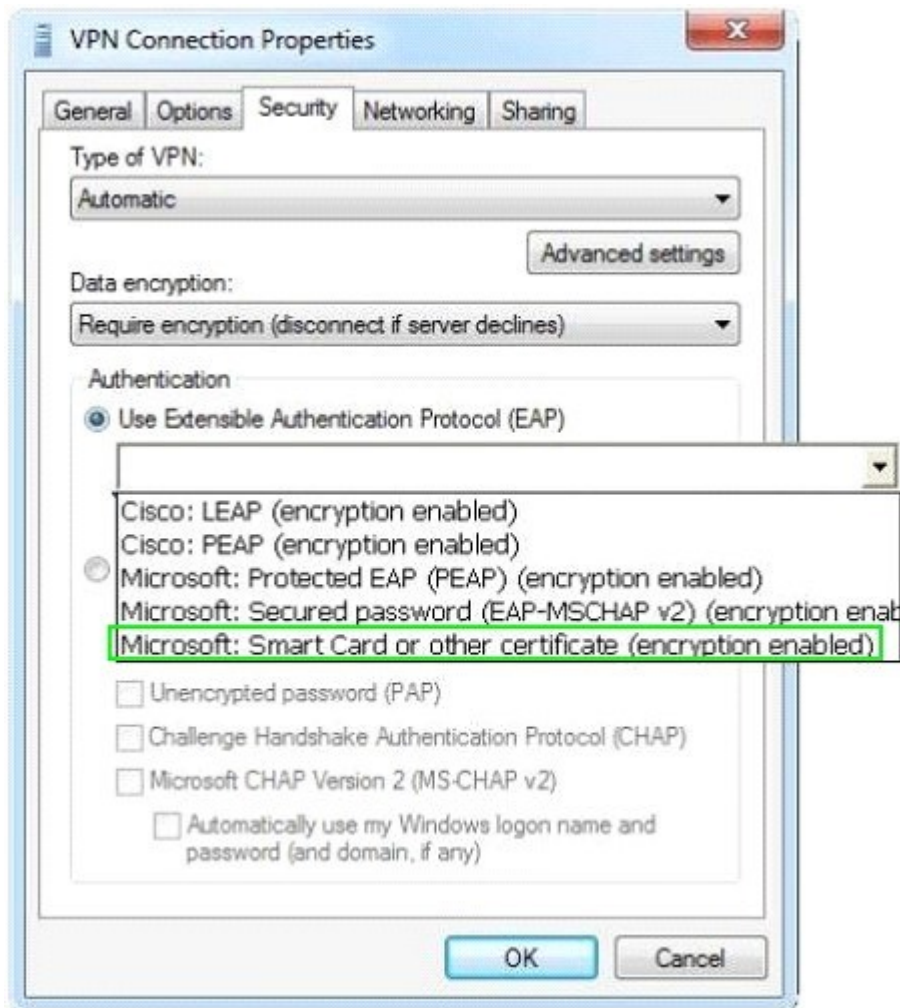 VPN Connection Properties
General Options Security Networking Sharing
Type of VPN:
Automatic
Advanced settings
Data encryption:
Require encryption (disconnect if server declines)
Authentication
Use Extensible Authentication Protocol (EAP)
Cisco: LEAP (encryption enabled)
Cisco: PEAP (encryption enabled)
Microsoft: Protected EAP (PEAP) (encryption enabled)
Microsoft: Secured password (EAP-MSCHAP v2) (encryption enab
Microsoft: Smart Card or other certificate (encryption enabled)
Unencrypted password (PAP)
Challenge Handshake Authentication Protocol (CHAP)
Microsoft CHAP Version 2 (MS-CHAP v2)
Automatically use my Windows logon name and
password (and domain, if any)
OK Cancel